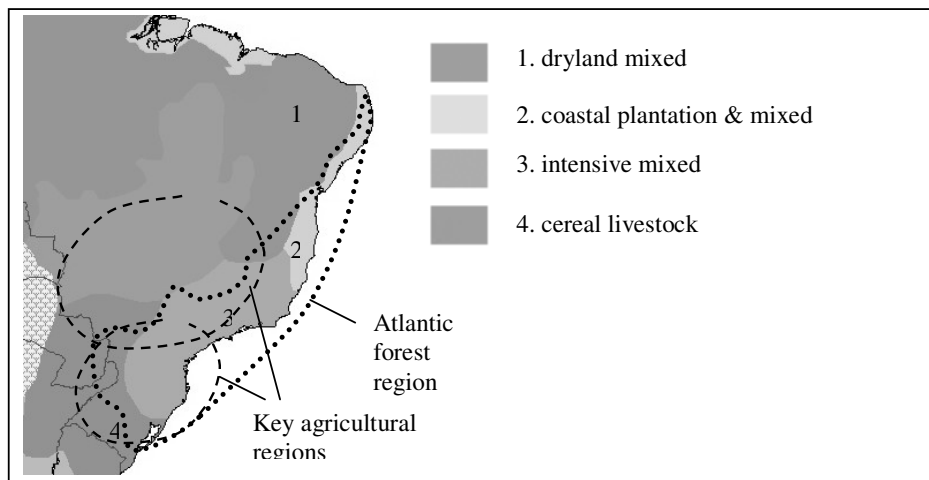 1. dryland mixed
2. coastal plantation & mixed
3. intensive mixed
4. cereal livestock
1
2
3
4
Atlantic
forest
region
Key agricultural
regions